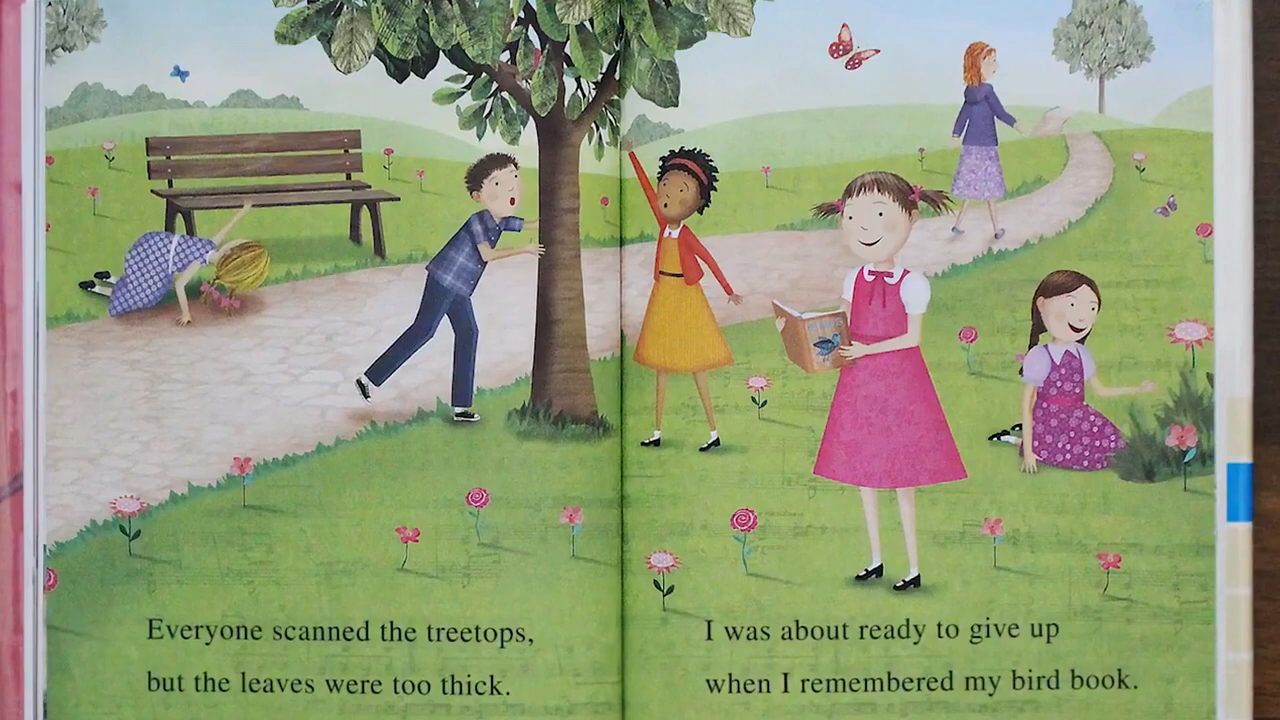 Everyone scanned the treetops,
but the leaves were too thick.
I was about ready to give up
when I remembered my bird book.